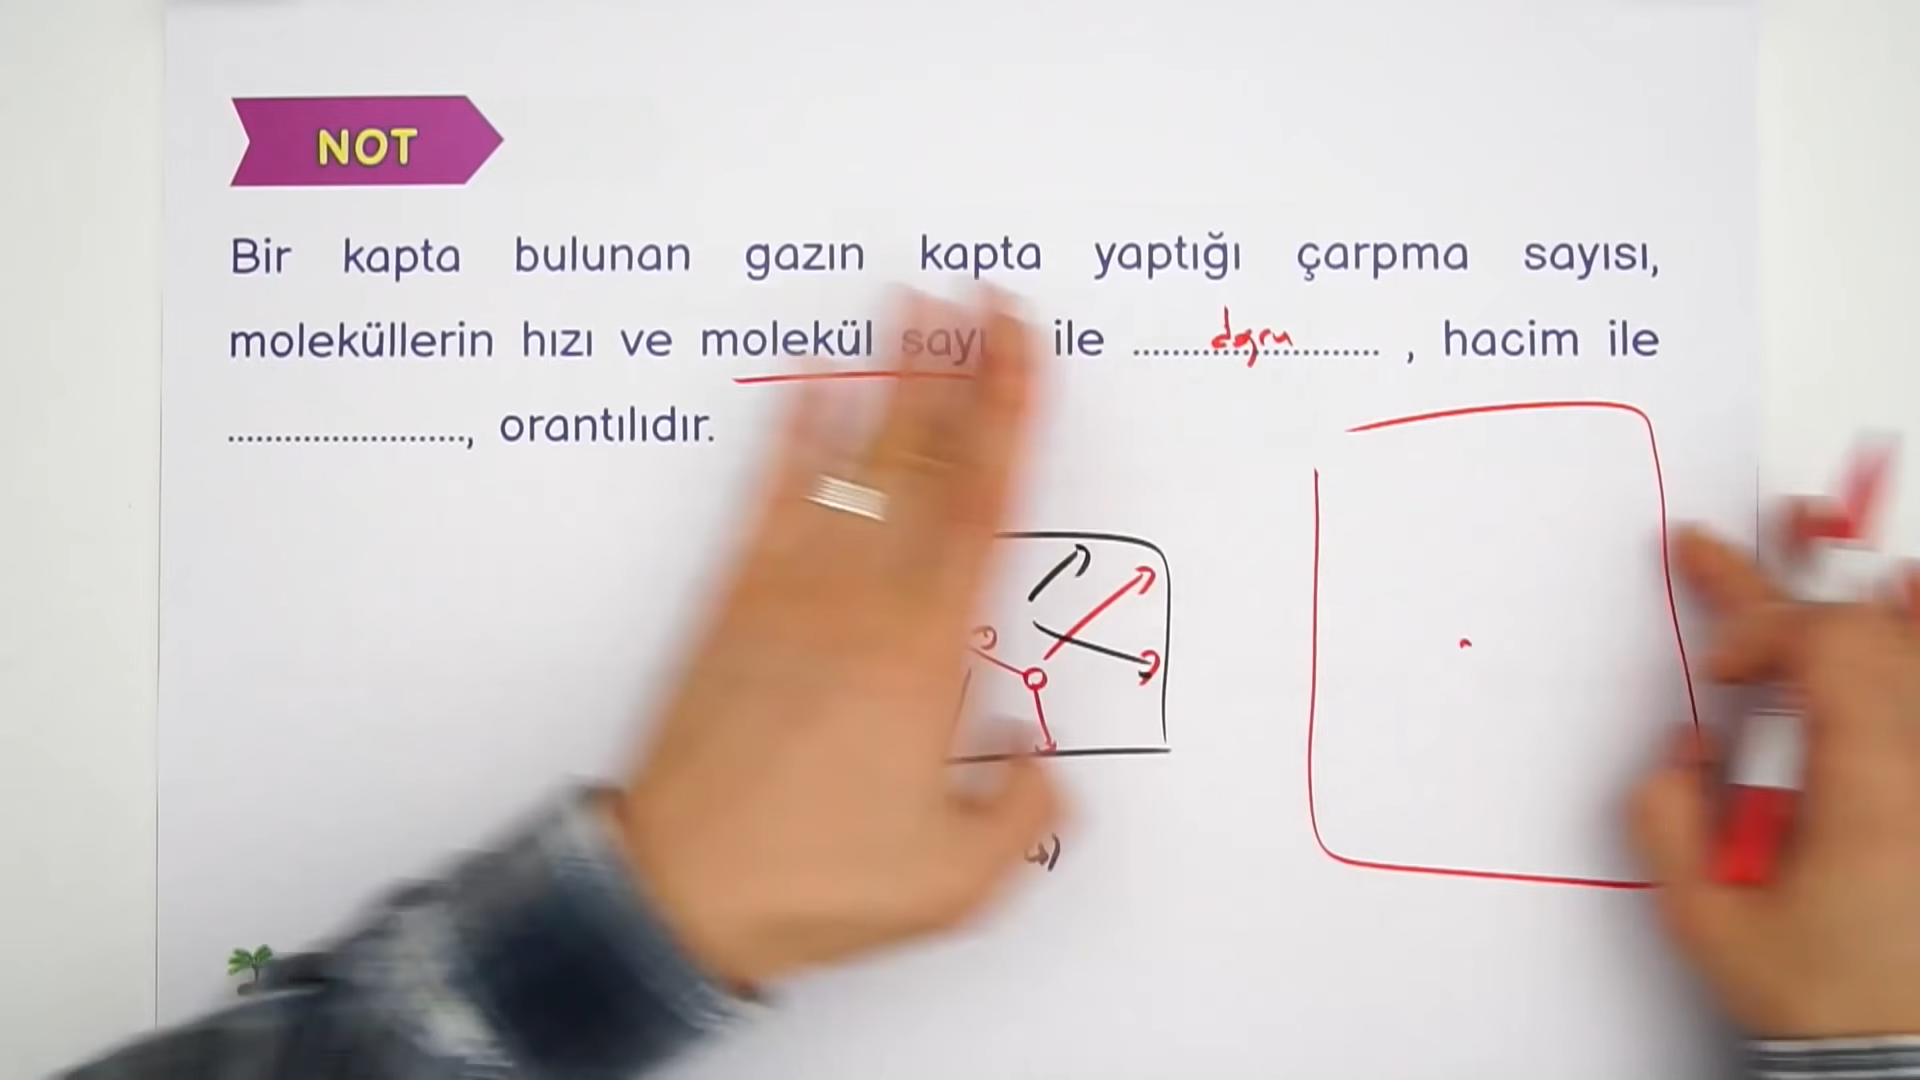 NOT
Bir kapta bulunan gazın kapta yaptığı çarpma sayısı,
moleküllerin hızı ve molekül ile ..... doğru ..... , hacim ile
....................., orantılıdır.